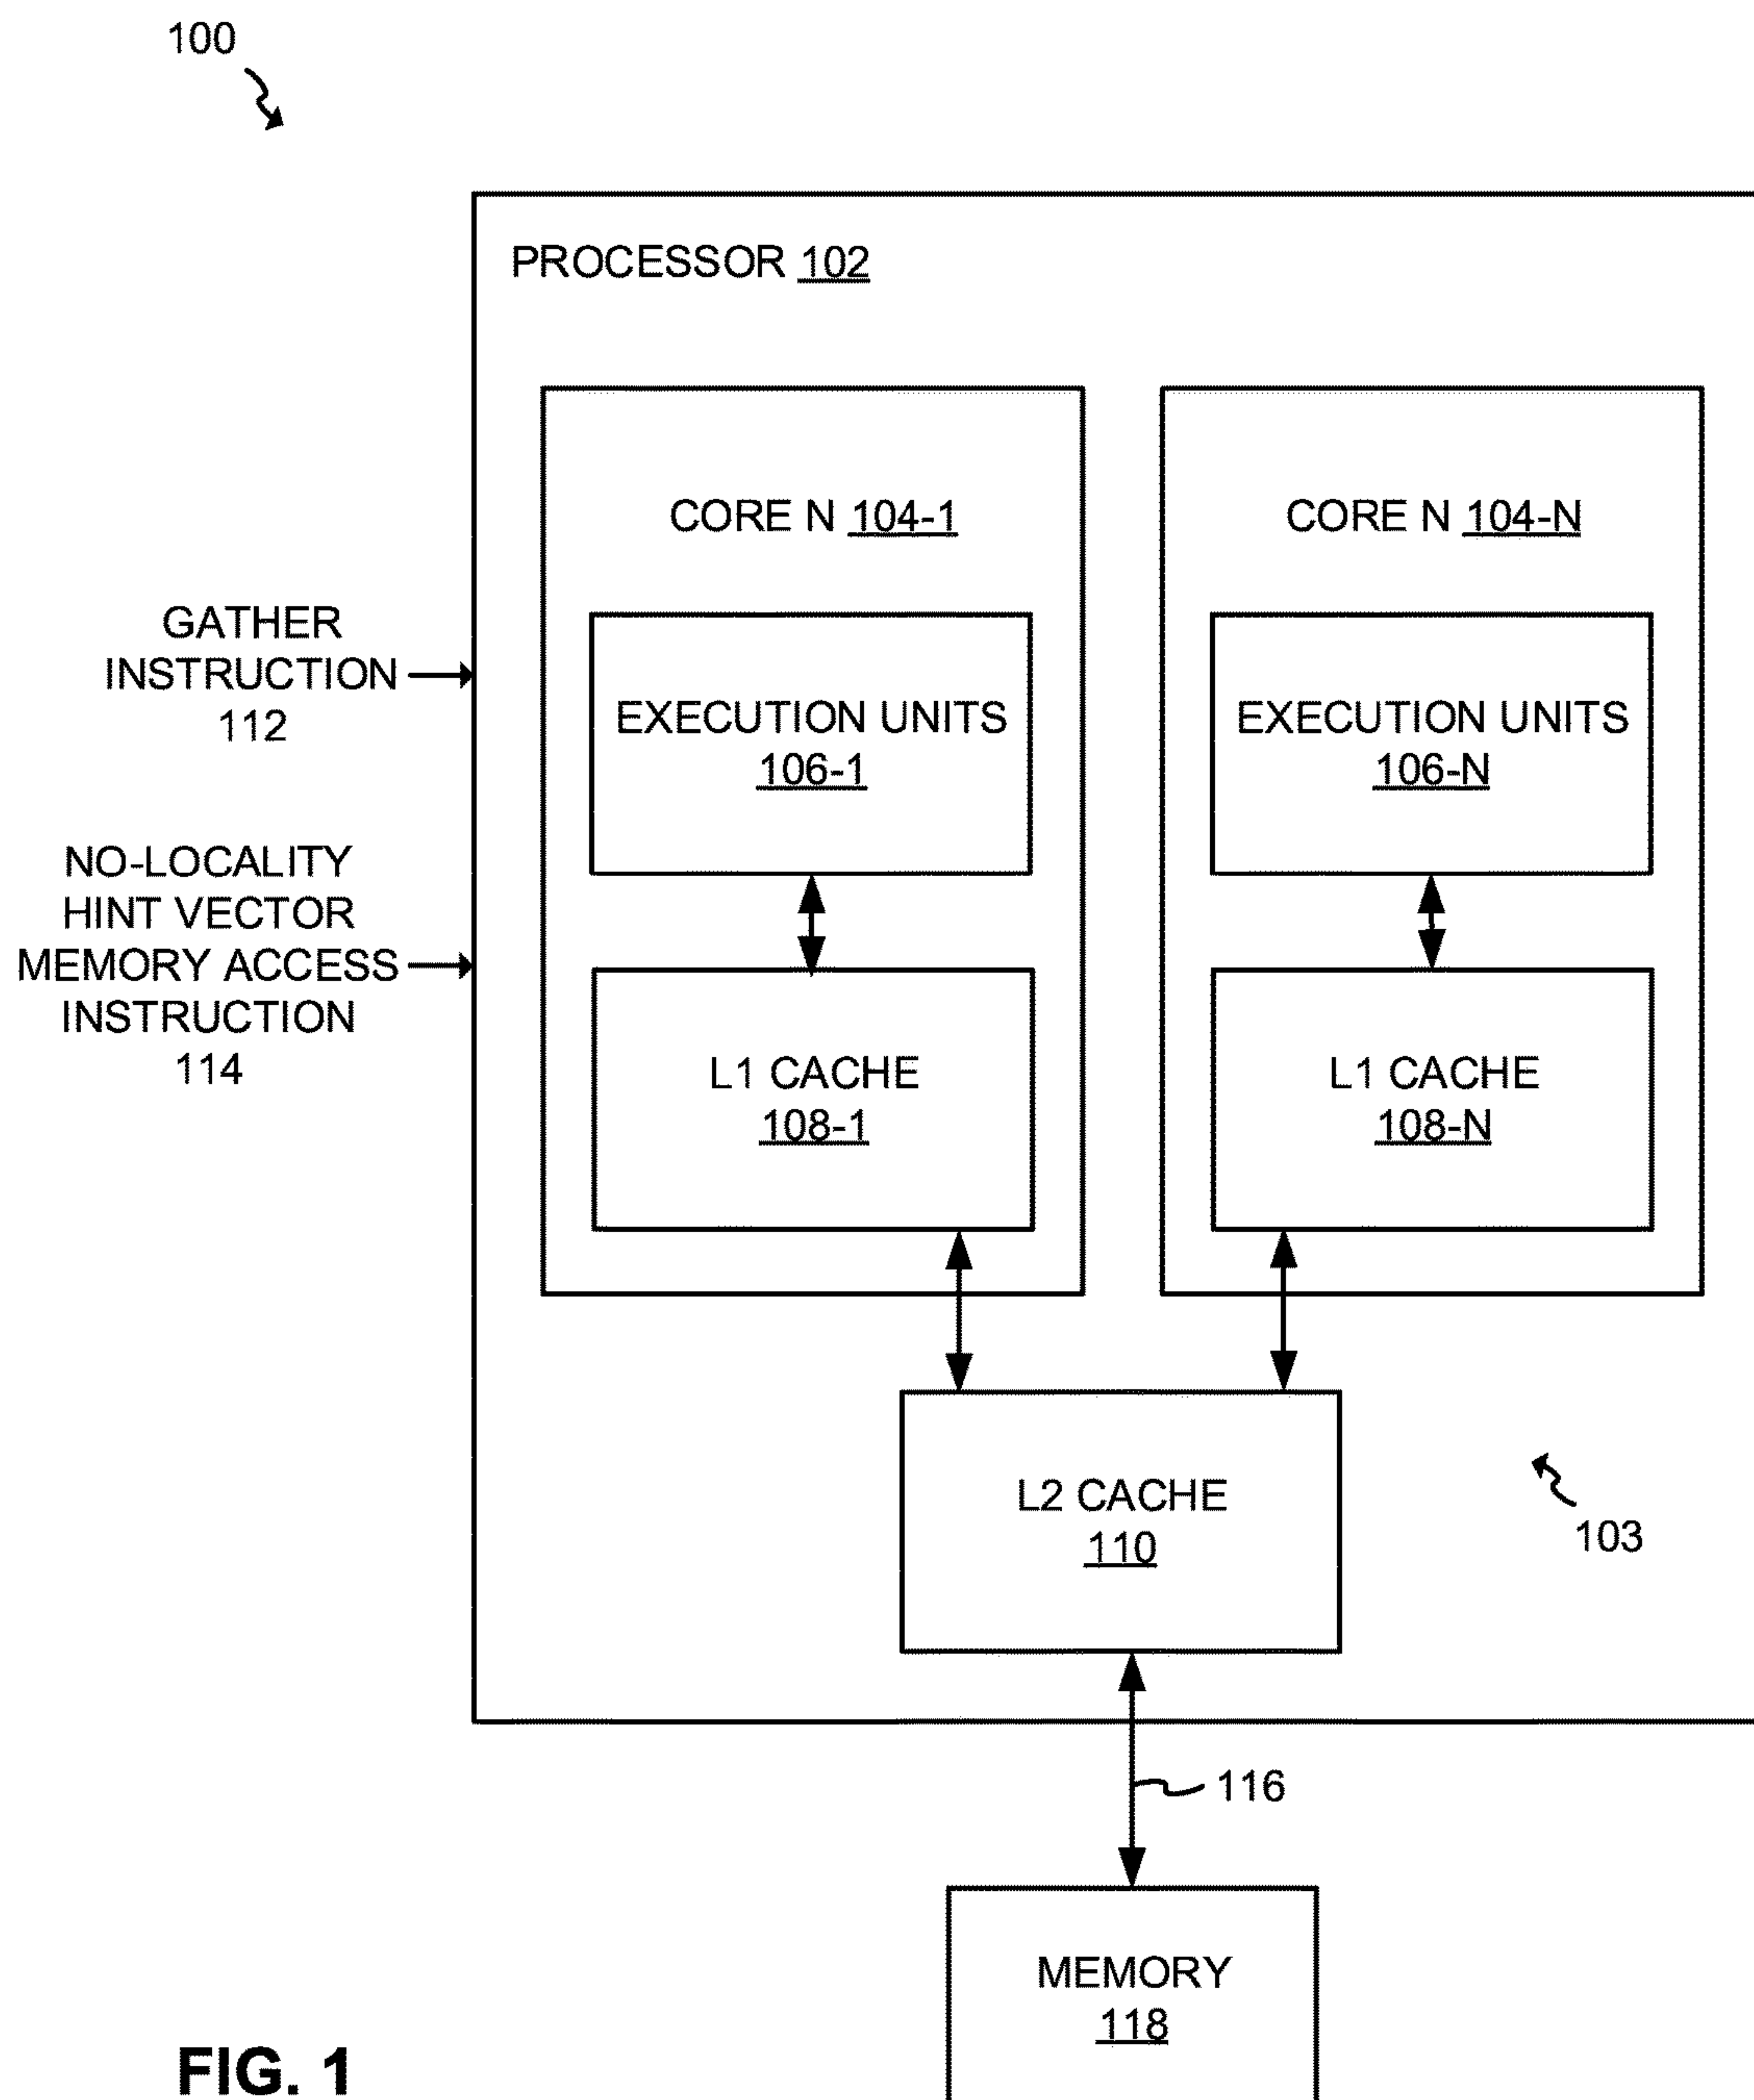 100
PROCESSOR 102
CORE N 104-1
CORE N 104-N
GATHER
INSTRUCTION
112
EXECUTION UNITS
106-1
EXECUTION UNITS
106-N
NO-LOCALITY
HINT VECTOR
MEMORY ACCESS
INSTRUCTION
114
L1 CACHE
108-1
L1 CACHE
108-N
L2 CACHE
110
103
116
MEMORY
118
FIG. 1